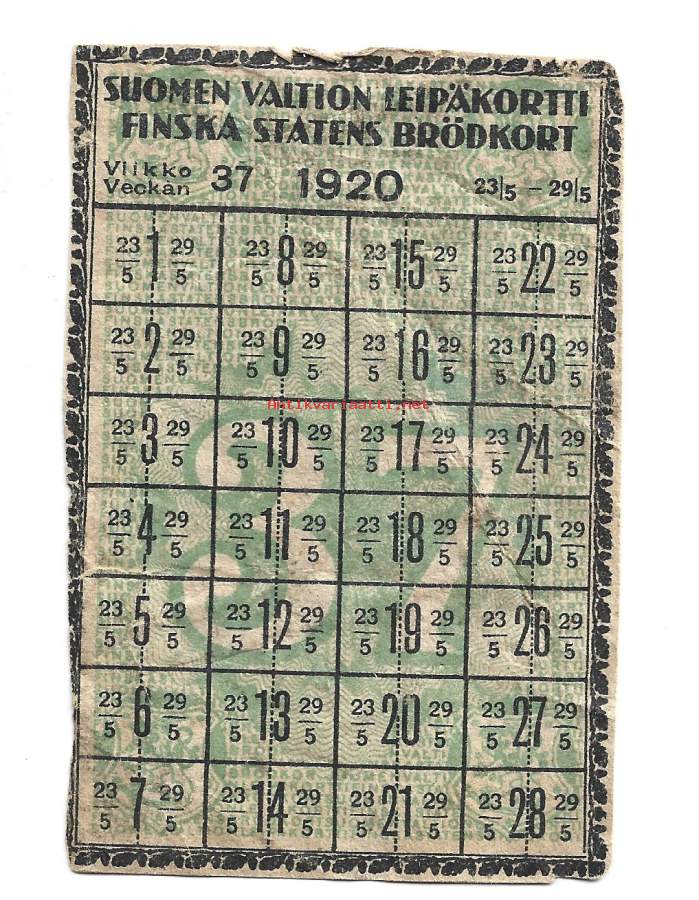 SUOMEN VALTION LEIPÄKORTTI
FINSKA STATENS BRÖDKORT
Viikko
Veckan 37 1920 23/5 – 29/5
23/5 1 29/5 23/5 8 29/5 23/5 15 29/5 23/5 22 29/5
23/5 2 29/5 23/5 9 29/5 23/5 16 29/5 23/5 23 29/5
Antikvariaatti.net
23/5 3 29/5 23/5 10 29/5 23/5 17 29/5 23/5 24 29/5
23/5 4 29/5 23/5 11 29/5 23/5 18 29/5 23/5 25 29/5
23/5 5 29/5 23/5 12 29/5 23/5 19 29/5 23/5 26 29/5
23/5 6 29/5 23/5 13 29/5 23/5 20 29/5 23/5 27 29/5
23/5 7 29/5 23/5 14 29/5 23/5 21 29/5 23/5 28 29/5
37